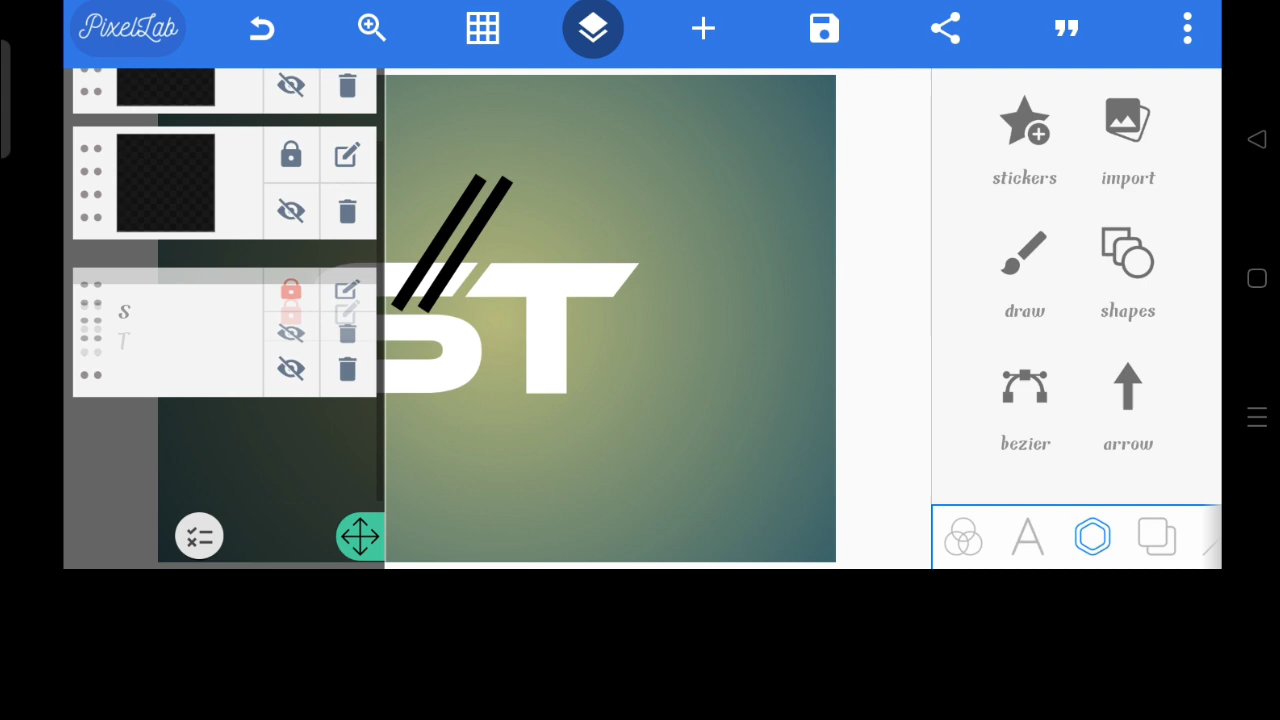 PixelLab
S
T
ST
stickers
import
draw
shapes
bezier
arrow